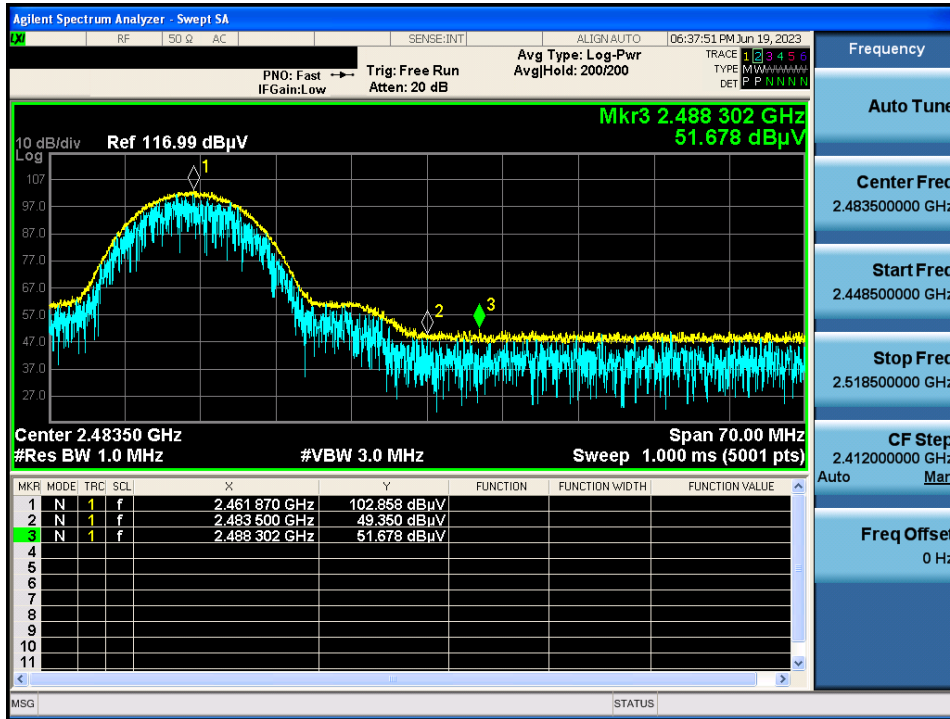 Agilent Spectrum Analyzer - Swept SA
LXI RF 50 Ω AC SENSE:INT ALIGN AUTO 06:37:51 PM Jun 19, 2023
PNO: Fast IFGain:Low
Trig: Free Run
Atten: 20 dB
Avg Type: Log-Pwr
Avg|Hold: 200/200
TRACE 1 2 3 4 5 6
TYPE M W W W W W
DET P P N N N N
Mkr3 2.488 302 GHz
51.678 dBµV
10 dB/div Ref 116.99 dBµV
Log
107
97.0
87.0
77.0
67.0
57.0
47.0
37.0
27.0
1
2
3
Center 2.48350 GHz Span 70.00 MHz
#Res BW 1.0 MHz #VBW 3.0 MHz Sweep 1.000 ms (5001 pts)
MKR MODE TRC SCL X Y FUNCTION FUNCTION WIDTH FUNCTION VALUE
1 N 1 f 2.461 870 GHz 102.858 dBµV
2 N 1 f 2.483 500 GHz 49.350 dBµV
3 N 1 f 2.488 302 GHz 51.678 dBµV
4
5
6
7
8
9
10
11
MSG STATUS
Frequency
Auto Tune
Center Freq
2.483500000 GHz
Start Freq
2.448500000 GHz
Stop Freq
2.518500000 GHz
CF Step
2.412000000 GHz
Auto Man
Freq Offset
0 Hz